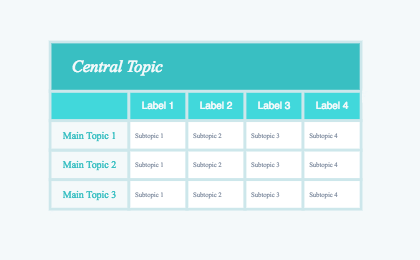 Central Topic
Label 1 Label 2 Label 3 Label 4
Main Topic 1 Subtopic 1 Subtopic 2 Subtopic 3 Subtopic 4
Main Topic 2 Subtopic 1 Subtopic 2 Subtopic 3 Subtopic 4
Main Topic 3 Subtopic 1 Subtopic 2 Subtopic 3 Subtopic 4